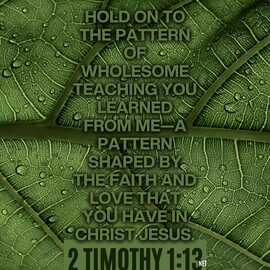 HOLD ON TO
THE PATTERN
OF
WHOLESOME
TEACHING YOU
LEARNED
FROM ME—A
PATTERN
SHAPED BY
THE FAITH AND
LOVE THAT
YOU HAVE IN
CHRIST JESUS.
2 TIMOTHY 1:13